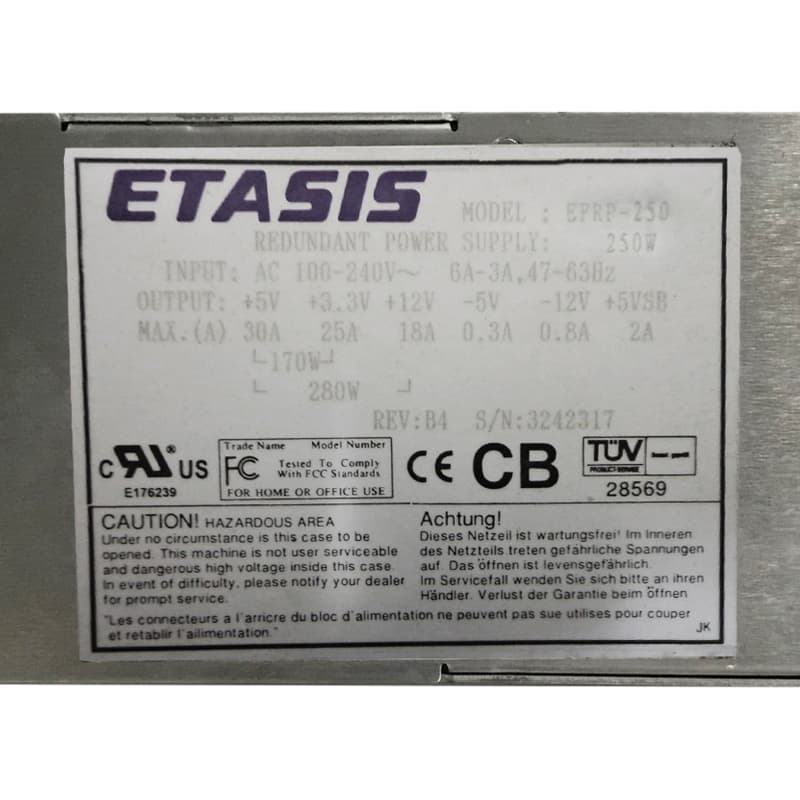 ETASIS
MODEL : EPRP-250
REDUNDANT POWER SUPPLY: 250W
INPUT: AC 100-240V～ 6A-3A,47-63Hz
OUTPUT: +5V +3.3V +12V -5V -12V +5VSB
MAX.(A) 30A 25A 18A 0.3A 0.8A 2A
└170W┘
└ 280W ┘
REV:B4 S/N:3242317
c RU ® US
E176239
Trade Name Model Number
FC Tested To Comply
With FCC Standards
FOR HOME OR OFFICE USE
CE CB
TÜV
PRODUCT SERVICE
28569
CAUTION! HAZARDOUS AREA
Under no circumstance is this case to be
opened. This machine is not user serviceable
and dangerous high voltage inside this case.
In event of difficulty, please notify your dealer
for prompt service.
Achtung!
Dieses Netzeil ist wartungsfrei! Im Inneren
des Netzteils treten gefährliche Spannungen
auf. Das öffnen ist levensgefährlich.
Im Servicefall wenden Sie sich bitte an ihren
Händler. Verlust der Garantie beim öffnen
"Les connecteurs a l'arricre du bloc d'alimentation ne peuvent pas sue utilises pour couper
et retablir l'ailimentation."
JK